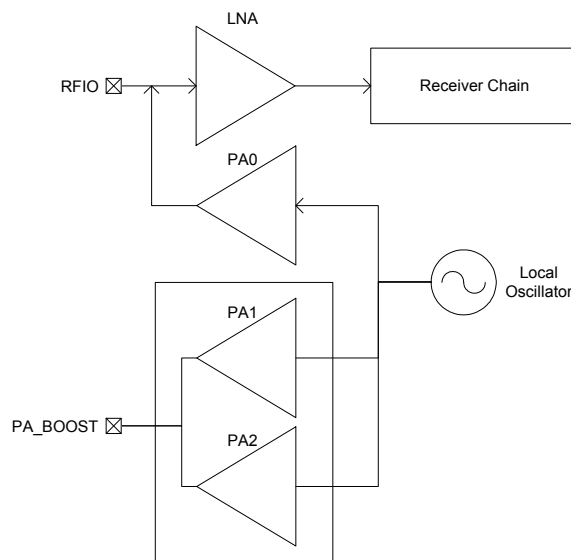 LNA
RFIO
Receiver Chain
PA0
Local
Oscillator
PA1
PA_BOOST
PA2